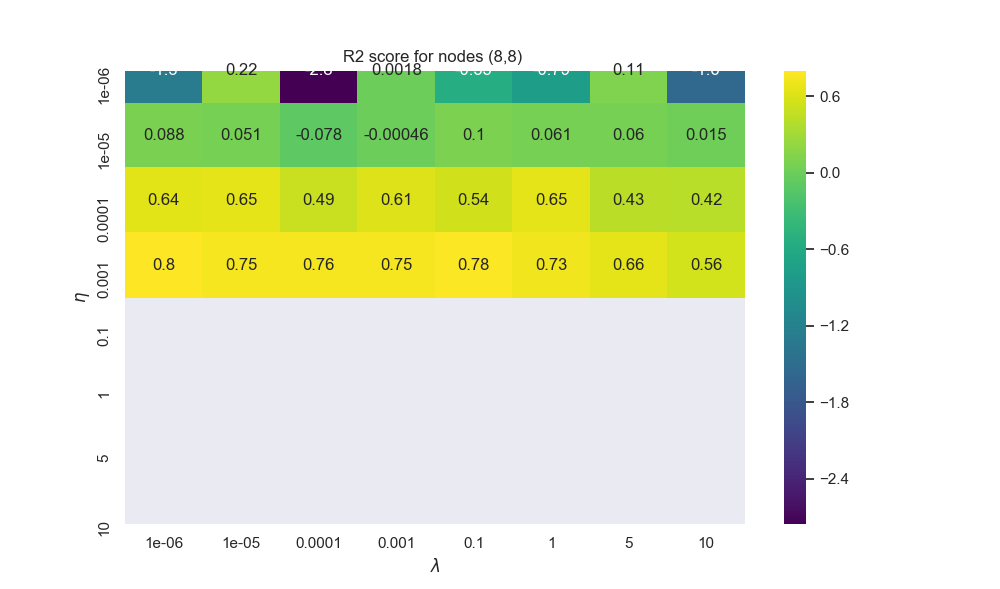 R2 score for nodes (8,8)
1e-06 0.22 0.0018 0.11
1e-05 0.088 0.051 -0.078 -0.00046 0.1 0.061 0.06 0.015
0.0001 0.64 0.65 0.49 0.61 0.54 0.65 0.43 0.42
0.001 0.8 0.75 0.76 0.75 0.78 0.73 0.66 0.56
η
0.1
1
5
10
1e-06 1e-05 0.0001 0.001 0.1 1 5 10
λ
0.6
0.0
−0.6
−1.2
−1.8
−2.4